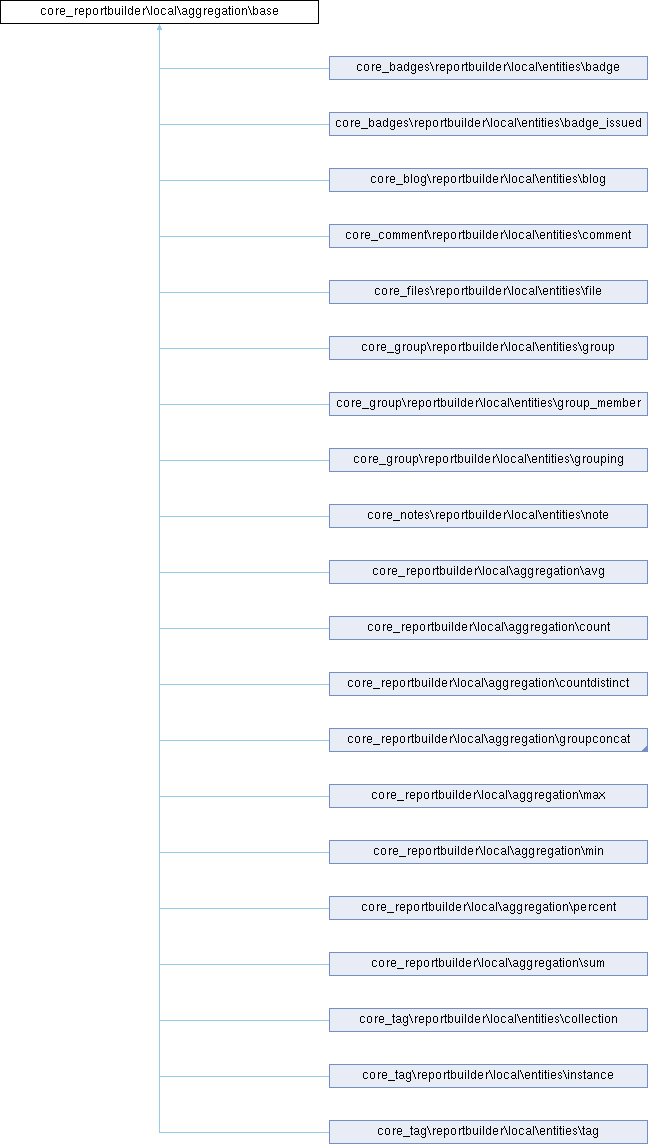 core_reportbuilder\local\aggregation\base
core_badges\reportbuilder\local\entities\badge
core_badges\reportbuilder\local\entities\badge_issued
core_blog\reportbuilder\local\entities\blog
core_comment\reportbuilder\local\entities\comment
core_files\reportbuilder\local\entities\file
core_group\reportbuilder\local\entities\group
core_group\reportbuilder\local\entities\group_member
core_group\reportbuilder\local\entities\grouping
core_notes\reportbuilder\local\entities\note
core_reportbuilder\local\aggregation\avg
core_reportbuilder\local\aggregation\count
core_reportbuilder\local\aggregation\countdistinct
core_reportbuilder\local\aggregation\groupconcat
core_reportbuilder\local\aggregation\max
core_reportbuilder\local\aggregation\min
core_reportbuilder\local\aggregation\percent
core_reportbuilder\local\aggregation\sum
core_tag\reportbuilder\local\entities\collection
core_tag\reportbuilder\local\entities\instance
core_tag\reportbuilder\local\entities\tag